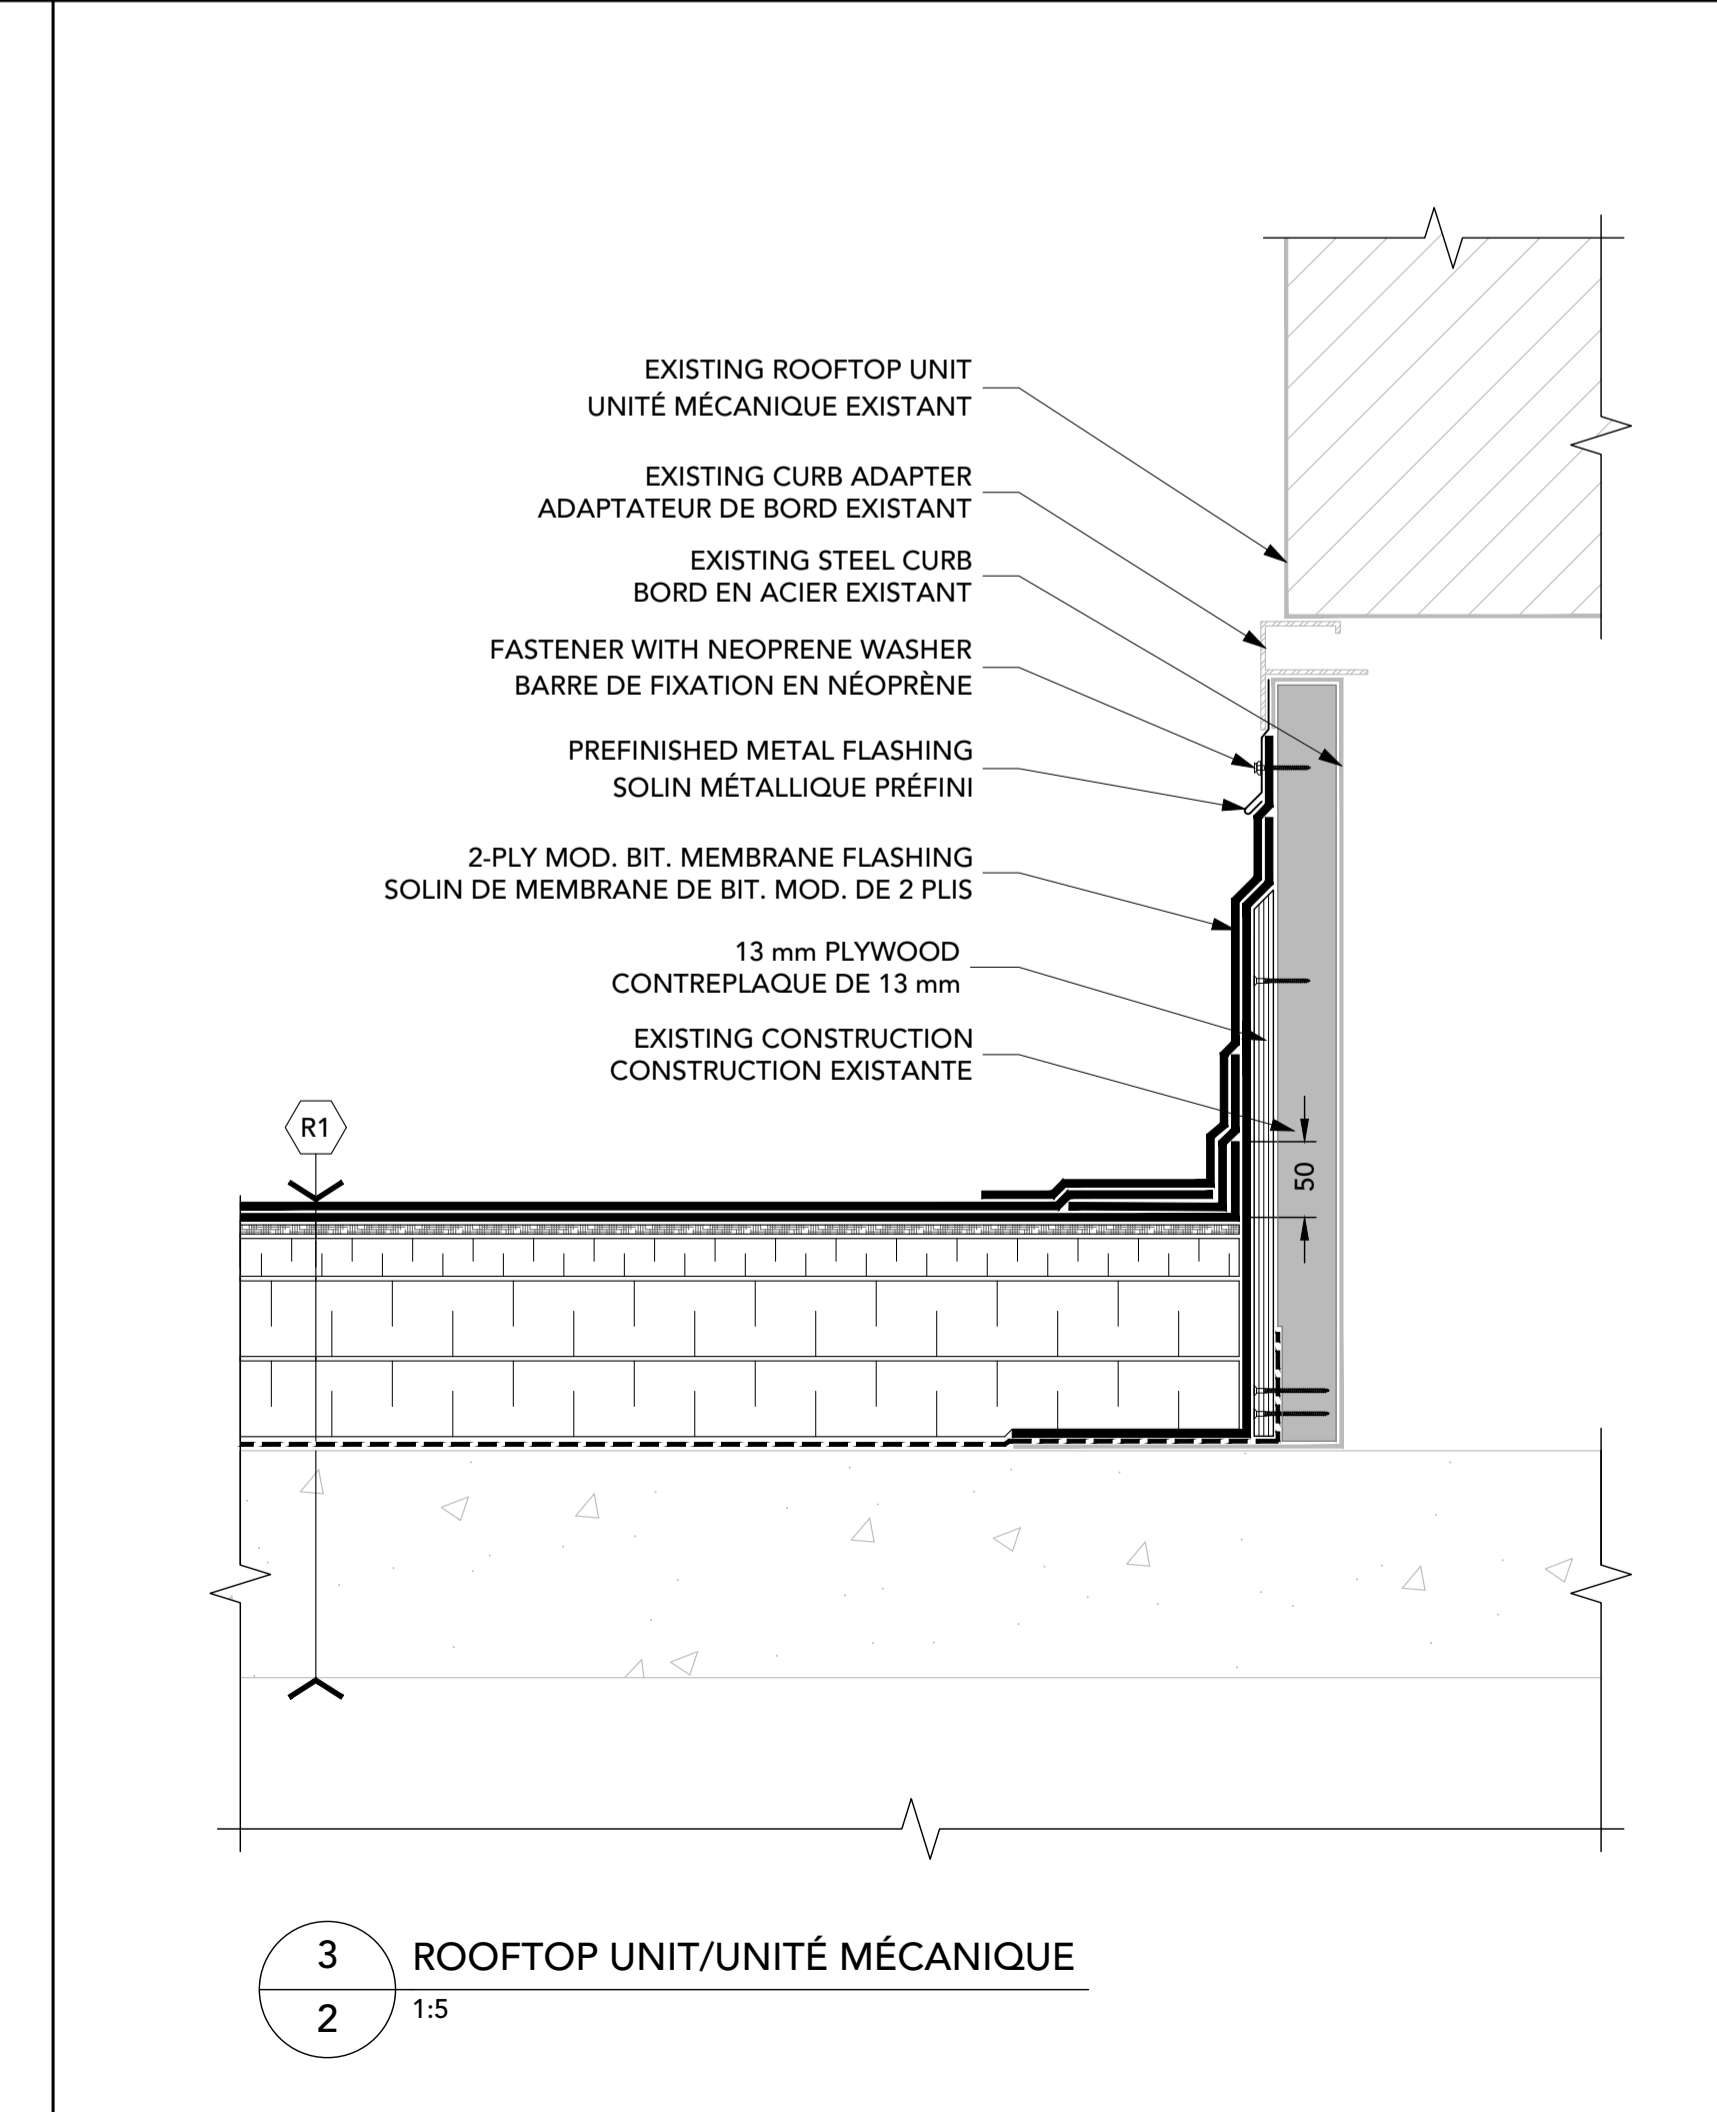 EXISTING ROOFTOP UNIT
UNITÉ MÉCANIQUE EXISTANT
EXISTING CURB ADAPTER
ADAPTATEUR DE BORD EXISTANT
EXISTING STEEL CURB
BORD EN ACIER EXISTANT
FASTENER WITH NEOPRENE WASHER
BARRE DE FIXATION EN NÉOPRÈNE
PREFINISHED METAL FLASHING
SOLIN MÉTALLIQUE PRÉFINI
2-PLY MOD. BIT. MEMBRANE FLASHING
SOLIN DE MEMBRANE DE BIT. MOD. DE 2 PLIS
13 mm PLYWOOD
CONTREPLAQUE DE 13 mm
EXISTING CONSTRUCTION
CONSTRUCTION EXISTANTE
R1
50
3
2
ROOFTOP UNIT/UNITÉ MÉCANIQUE
1:5